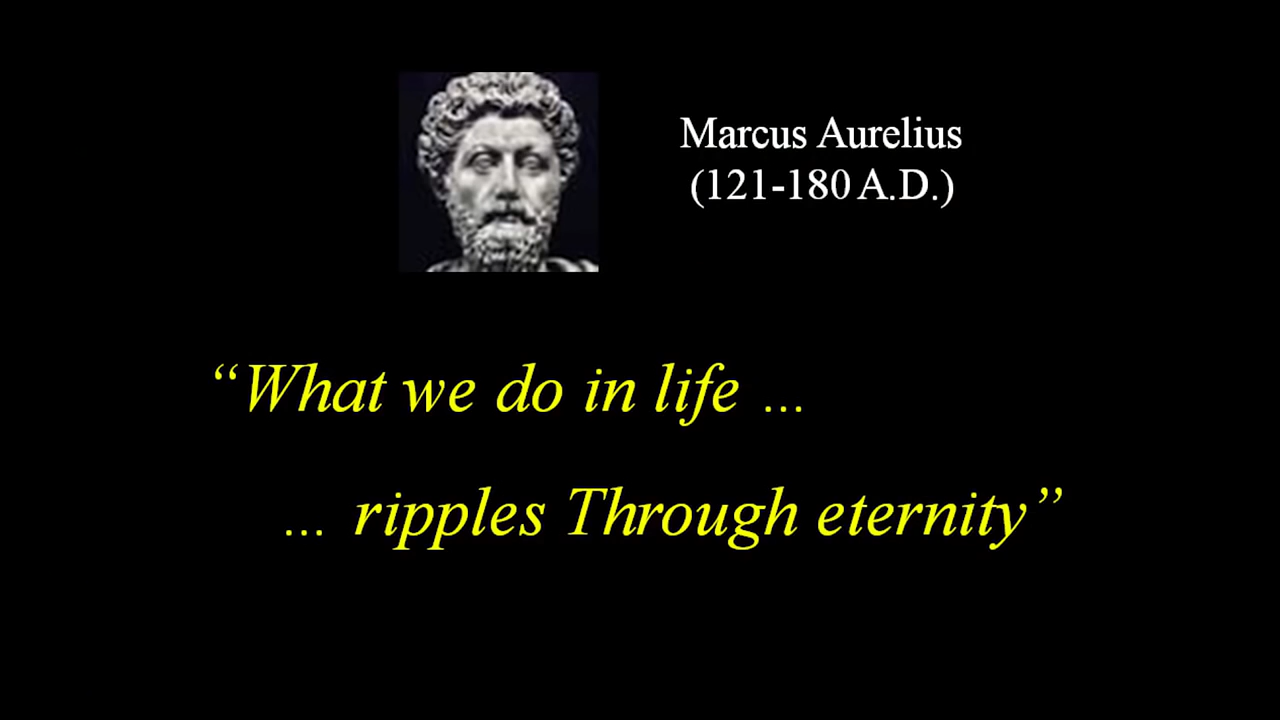 Marcus Aurelius
(121-180 A.D.)
“What we do in life ...
... ripples Through eternity”